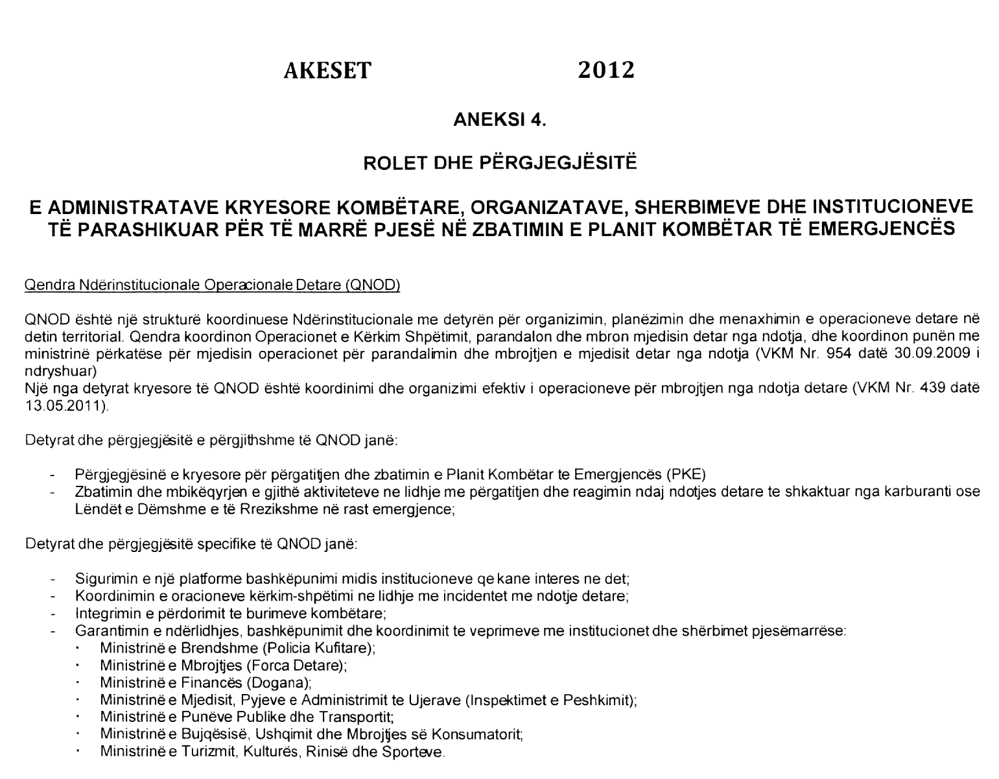 AKESET 2012
ANEKSI 4.
ROLET DHE PËRGJEGJËSITË
E ADMINISTRATAVE KRYESORE KOMBËTARE, ORGANIZATAVE, SHERBIMEVE DHE INSTITUCIONEVE
TË PARASHIKUAR PËR TË MARRË PJESË NË ZBATIMIN E PLANIT KOMBËTAR TË EMERGJENCËS
Qendra Ndërinstitucionale Operacionale Detare (QNOD)
QNOD është një strukturë koordinuese Ndërinstitucionale me detyrën për organizimin, planëzimin dhe menaxhimin e operacioneve detare në
detin territorial. Qendra koordinon Operacionet e Kërkim Shpëtimit, parandalon dhe mbron mjedisin detar nga ndotja, dhe koordinon punën me
ministrinë përkatëse për mjedisin operacionet për parandalimin dhe mbrojtjen e mjedisit detar nga ndotja (VKM Nr. 954 datë 30.09.2009 i
ndryshuar)
Një nga detyrat kryesore të QNOD është koordinimi dhe organizimi efektiv i operacioneve për mbrojtjen nga ndotja detare (VKM Nr. 439 datë
13.05.2011).
Detyrat dhe përgjegjësitë e përgjithshme të QNOD janë:
- Përgjegjësinë e kryesore për përgatitjen dhe zbatimin e Planit Kombëtar te Emergjencës (PKE)
- Zbatimin dhe mbikëqyrjen e gjithë aktiviteteve ne lidhje me përgatitjen dhe reagimin ndaj ndotjes detare te shkaktuar nga karburanti ose
Lëndët e Dëmshme e të Rrezikshme në rast emergjence;
Detyrat dhe përgjegjësitë specifike të QNOD janë:
- Sigurimin e një platforme bashkëpunimi midis institucioneve qe kane interes ne det;
- Koordinimin e oracioneve kërkim-shpëtimi ne lidhje me incidentet me ndotje detare;
- Integrimin e përdorimit te burimeve kombëtare;
- Garantimin e ndërlidhjes, bashkëpunimit dhe koordinimit te veprimeve me institucionet dhe shërbimet pjesëmarrëse:
· Ministrinë e Brendshme (Policia Kufitare);
· Ministrinë e Mbrojtjes (Forca Detare);
· Ministrinë e Financës (Dogana);
· Ministrinë e Mjedisit, Pyjeve e Administrimit te Ujerave (Inspektimet e Peshkimit);
· Ministrinë e Punëve Publike dhe Transportit;
· Ministrinë e Bujqësisë, Ushqimit dhe Mbrojtjes së Konsumatorit;
· Ministrinë e Turizmit, Kulturës, Rinisë dhe Sporteve.